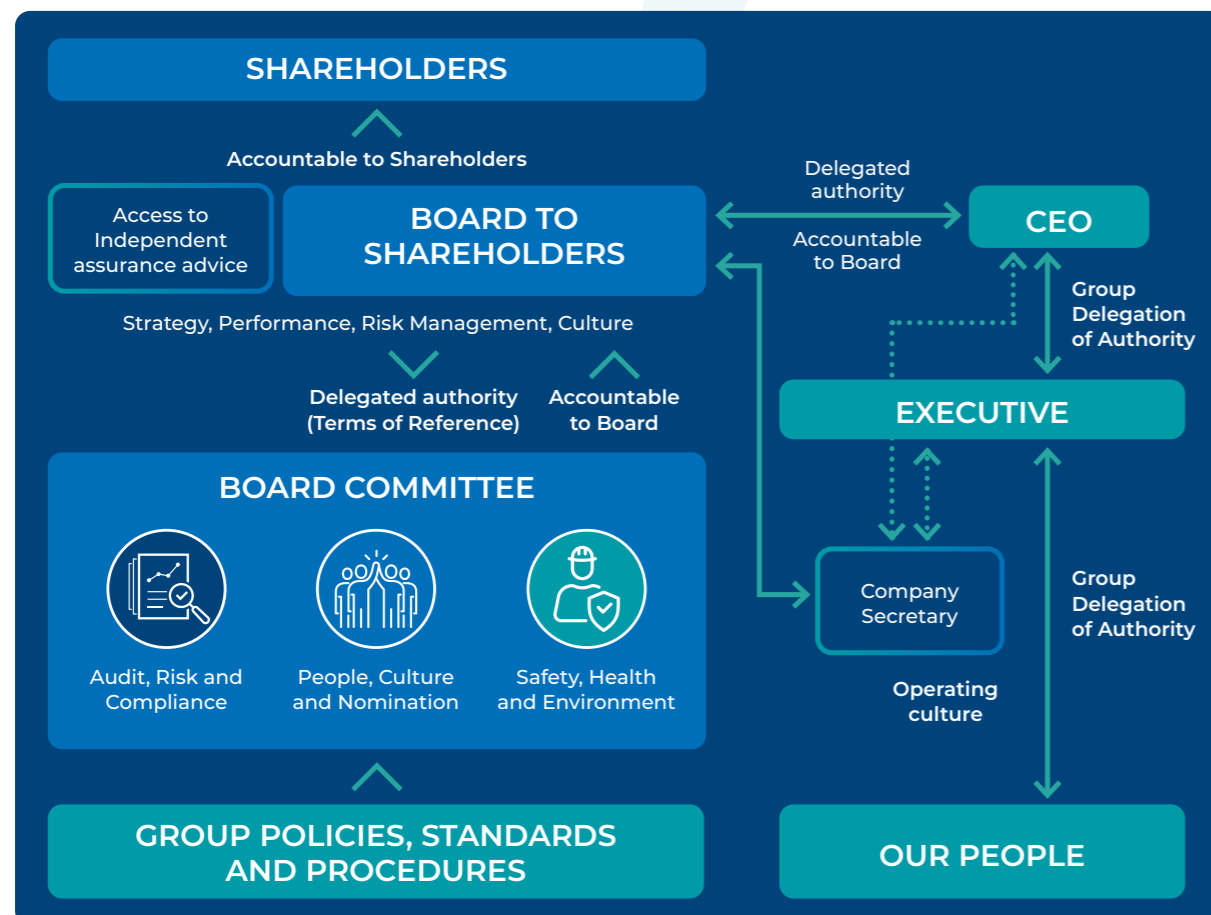 SHAREHOLDERS
Accountable to Shareholders
Access to
Independent
assurance advice
BOARD TO
SHAREHOLDERS
Strategy, Performance, Risk Management, Culture
Delegated authority
(Terms of Reference)
Accountable
to Board
BOARD COMMITTEE
Audit, Risk and
Compliance
People, Culture
and Nomination
Safety, Health
and Environment
GROUP POLICIES, STANDARDS
AND PROCEDURES
Delegated
authority
Accountable
to Board
CEO
Group
Delegation
of Authority
EXECUTIVE
Company
Secretary
Group
Delegation
of Authority
Operating
culture
OUR PEOPLE